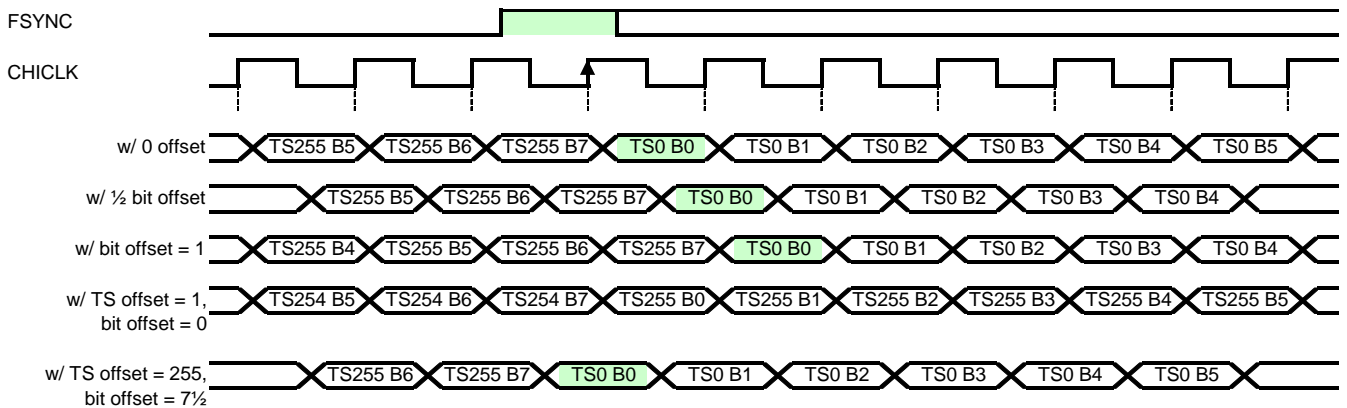 FSYNC
CHICLK
w/ 0 offset TS255 B5 TS255 B6 TS255 B7 TS0 B0 TS0 B1 TS0 B2 TS0 B3 TS0 B4 TS0 B5
w/ ½ bit offset TS255 B5 TS255 B6 TS255 B7 TS0 B0 TS0 B1 TS0 B2 TS0 B3 TS0 B4
w/ bit offset = 1 TS255 B4 TS255 B5 TS255 B6 TS255 B7 TS0 B0 TS0 B1 TS0 B2 TS0 B3 TS0 B4
w/ TS offset = 1, TS254 B5 TS254 B6 TS254 B7 TS255 B0 TS255 B1 TS255 B2 TS255 B3 TS255 B4 TS255 B5
bit offset = 0
w/ TS offset = 255, TS255 B6 TS255 B7 TS0 B0 TS0 B1 TS0 B2 TS0 B3 TS0 B4 TS0 B5
bit offset = 7½